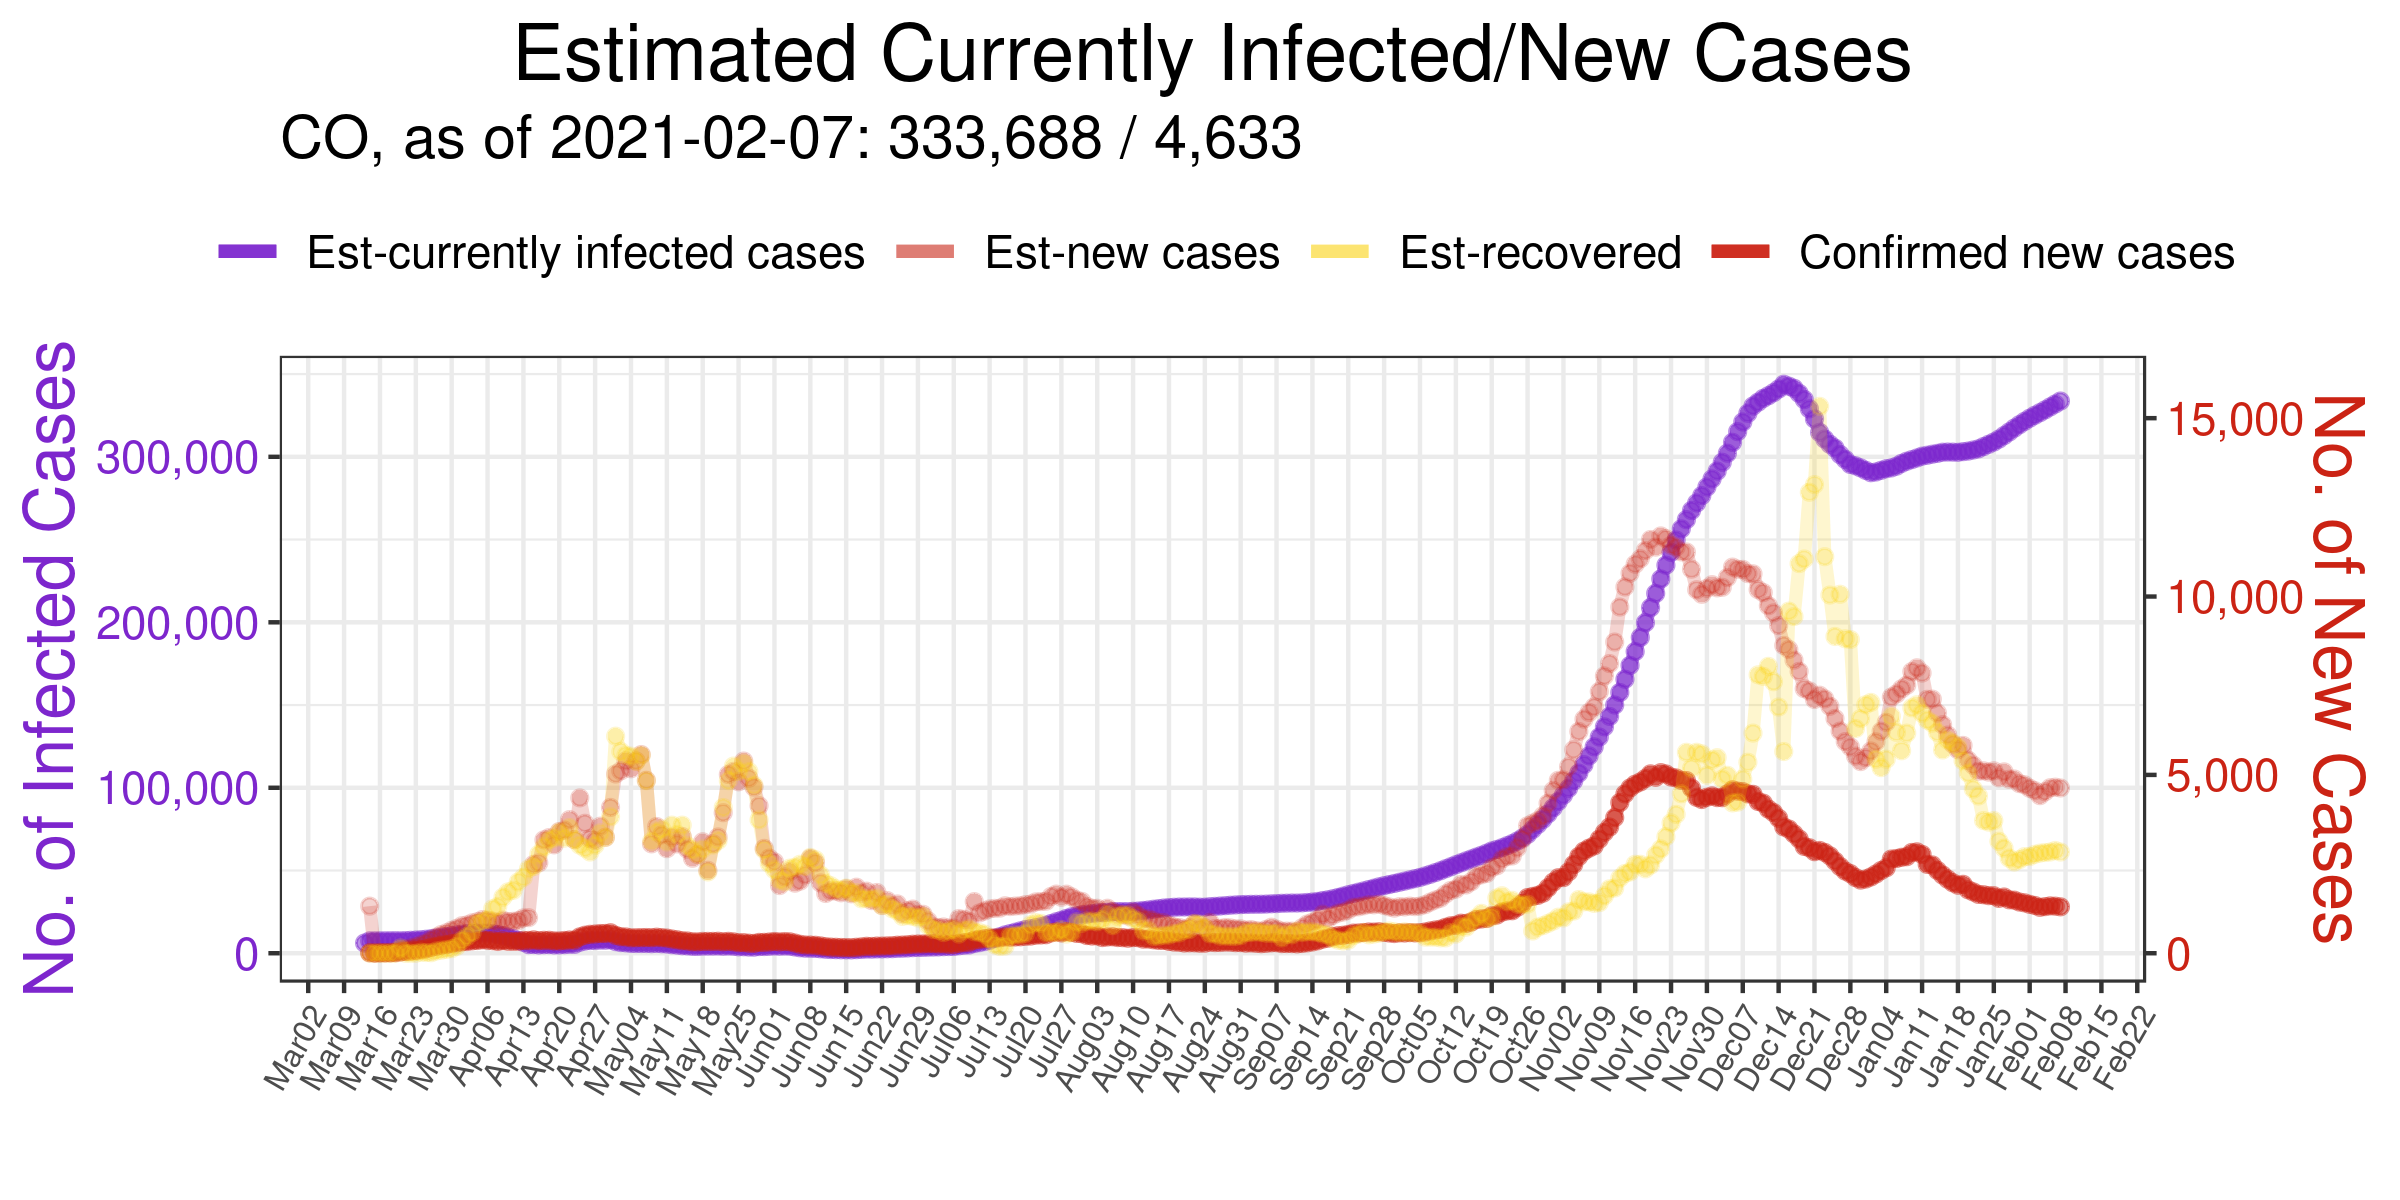 Estimated Currently Infected/New Cases
CO, as of 2021-02-07: 333,688 / 4,633
Est-currently infected cases Est-new cases Est-recovered Confirmed new cases
No. of Infected Cases
300,000
200,000
100,000
0
15,000
10,000
5,000
0
No. of New Cases
Mar02 Mar09 Mar16 Mar23 Mar30 Apr06 Apr13 Apr20 Apr27 May04 May11 May18 May25 Jun01 Jun08 Jun15 Jun22 Jun29 Jul06 Jul13 Jul20 Jul27 Aug03 Aug10 Aug17 Aug24 Aug31 Sep07 Sep14 Sep21 Sep28 Oct05 Oct12 Oct19 Oct26 Nov02 Nov09 Nov16 Nov23 Nov30 Dec07 Dec14 Dec21 Dec28 Jan04 Jan11 Jan18 Jan25 Feb01 Feb08 Feb15 Feb22